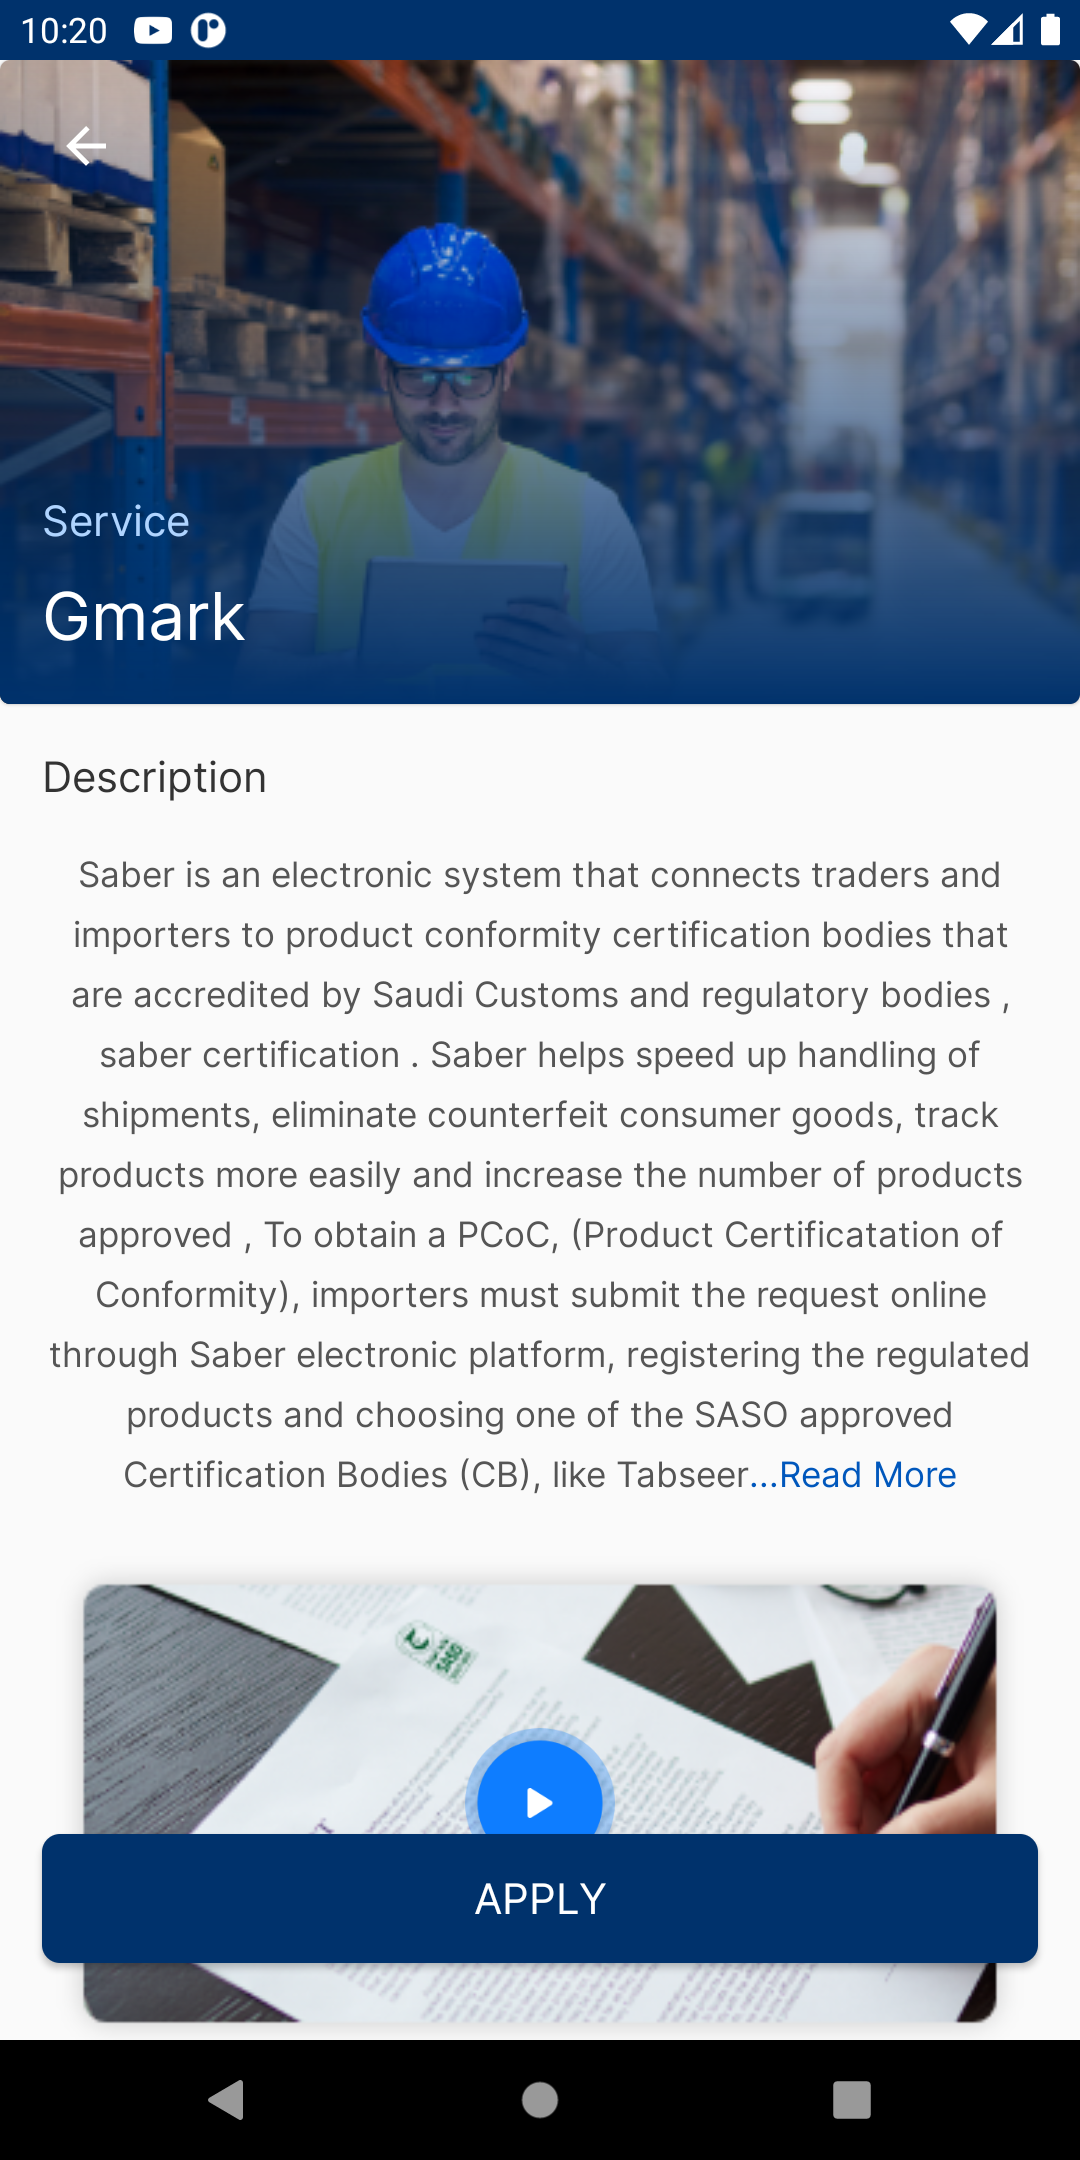 10:20
Service
Gmark
Description
Saber is an electronic system that connects traders and
importers to product conformity certification bodies that
are accredited by Saudi Customs and regulatory bodies ,
saber certification . Saber helps speed up handling of
shipments, eliminate counterfeit consumer goods, track
products more easily and increase the number of products
approved , To obtain a PCoC, (Product Certificatation of
Conformity), importers must submit the request online
through Saber electronic platform, registering the regulated
products and choosing one of the SASO approved
Certification Bodies (CB), like Tabseer...Read More
SASO
APPLY